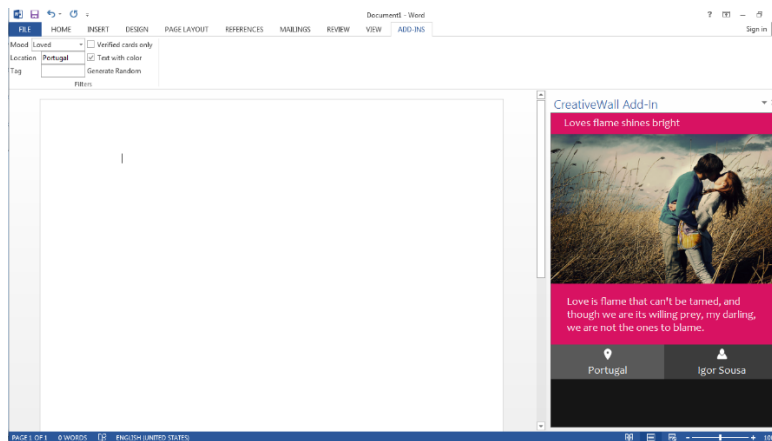 Document1 - Word
?
FILE HOME INSERT DESIGN PAGE LAYOUT REFERENCES MAILINGS REVIEW VIEW ADD-INS Sign in
Mood Loved Verified cards only
Location Portugal Text with color
Tag Generate Random
Filters
CreativeWall Add-In
Loves flame shines bright
Love is flame that can't be tamed, and
though we are its willing prey, my darling,
we are not the ones to blame.
Portugal Igor Sousa
PAGE 1 OF 1 0 WORDS ENGLISH (UNITED STATES)